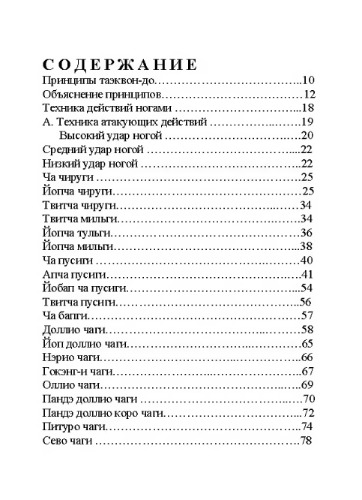 СОДЕРЖАНИЕ
Принципы таэквон-до…………………………..10
Объяснение принципов………………………..12
Техника действий ногами ……………………..18
А. Техника атакующих действий ……………..19
Высокий удар ногой …………………………20
Средний удар ногой …………………………...22
Низкий удар ногой ……………………………22
Ча чируги ……………………………………..25
Йопча чируги…………………………………..25
Твитча чируги………………………………….34
Твитча мильги………………………………….34
Йопча тульги…………………………………..36
Йопча мильги…………………………………...38
Ча пусиги ……………………………………..40
Апча пусиги……………………………………..41
Йобап ча пусиги………………………………...54
Твитча пусиги…………………………………..56
Ча бапги………………………………………..57
Доллио чаги……………………………………..58
Йоп доллио чаги………………………………..65
Нэрио чаги……………………………………...66
Гокэнг-и чаги…………………………………...67
Оллио чаги……………………………………..69
Пандэ доллио чаги …………………………….70
Пандэ доллио коро чаги………………………...72
Питуро чаги…………………………………….74
Сево чаги ……………………………………...78